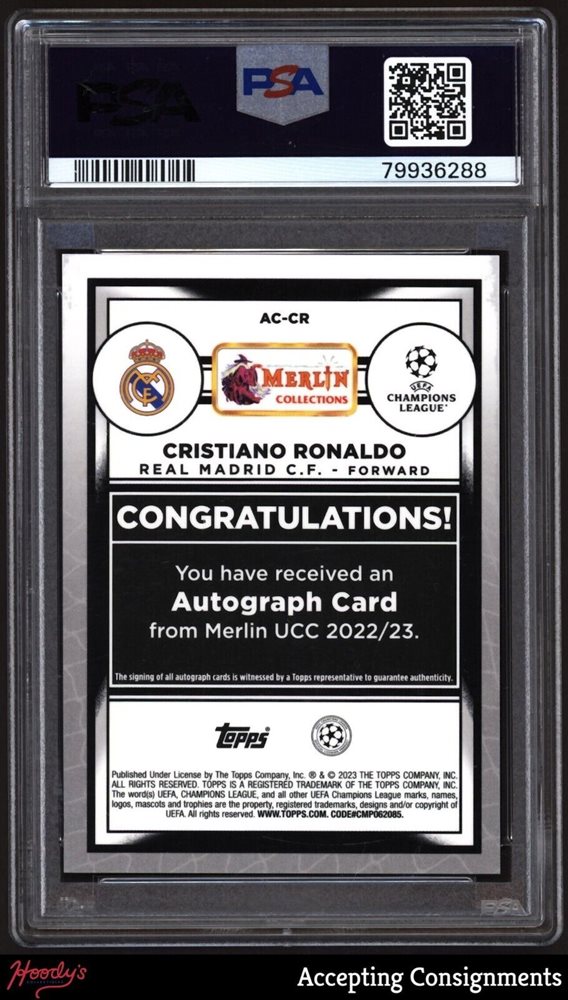 PSA
PSA
79936288
AC-CR
MERLIN
COLLECTIONS
UEFA
CHAMPIONS
LEAGUE
CRISTIANO RONALDO
REAL MADRID C.F. - FORWARD
CONGRATULATIONS!
You have received an
Autograph Card
from Merlin UCC 2022/23.
The signing of all autograph cards is witnessed by a Topps representative to guarantee authenticity.
Topps
Published Under License by The Topps Company, Inc. ® & © 2023 THE TOPPS COMPANY, INC.
ALL RIGHTS RESERVED. TOPPS IS A REGISTERED TRADEMARK OF THE TOPPS COMPANY, INC.
The word(s) UEFA, CHAMPIONS LEAGUE, and all other UEFA Champions League marks, names,
logos, mascots and trophies are the property, registered trademarks, designs and/or copyright of
UEFA. All rights reserved. WWW.TOPPS.COM. CODE#CMP062085.
PSA
Hoody's
Accepting Consignments